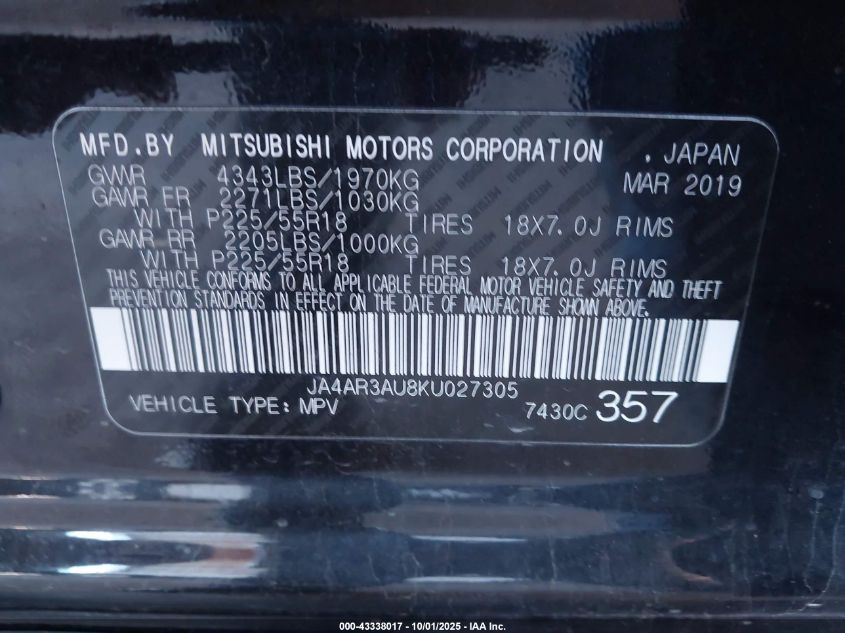 MFD.BY MITSUBISHI MOTORS CORPORATION . JAPAN
GVWR 4343LBS/1970KG MAR 2019
GAWR FR 2271LBS/1030KG
WITH P225/55R18 TIRES 18X7.0J RIMS
GAWR RR 2205LBS/1000KG
WITH P225/55R18 TIRES 18X7.0J RIMS
THIS VEHICLE CONFORMS TO ALL APPLICABLE FEDERAL MOTOR VEHICLE SAFETY AND THEFT
PREVENTION STANDARDS IN EFFECT ON THE DATE OF MANUFACTURE SHOWN ABOVE.
JA4AR3AU8KU027305
VEHICLE TYPE: MPV 7430C 357
000-43338017 - 10/01/2025 - IAA Inc.